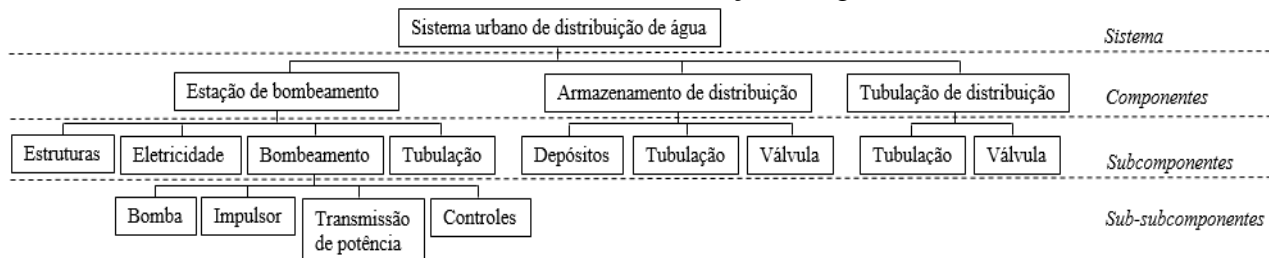 Sistema urbano de distribuição de água
Sistema
Estação de bombeamento
Armazenamento de distribuição
Tubulação de distribuição
Componentes
Estruturas
Eletricidade
Bombeamento
Tubulação
Depósitos
Tubulação
Válvula
Tubulação
Válvula
Subcomponentes
Bomba
Impulsor
Transmissão
de potência
Controles
Sub-subcomponentes